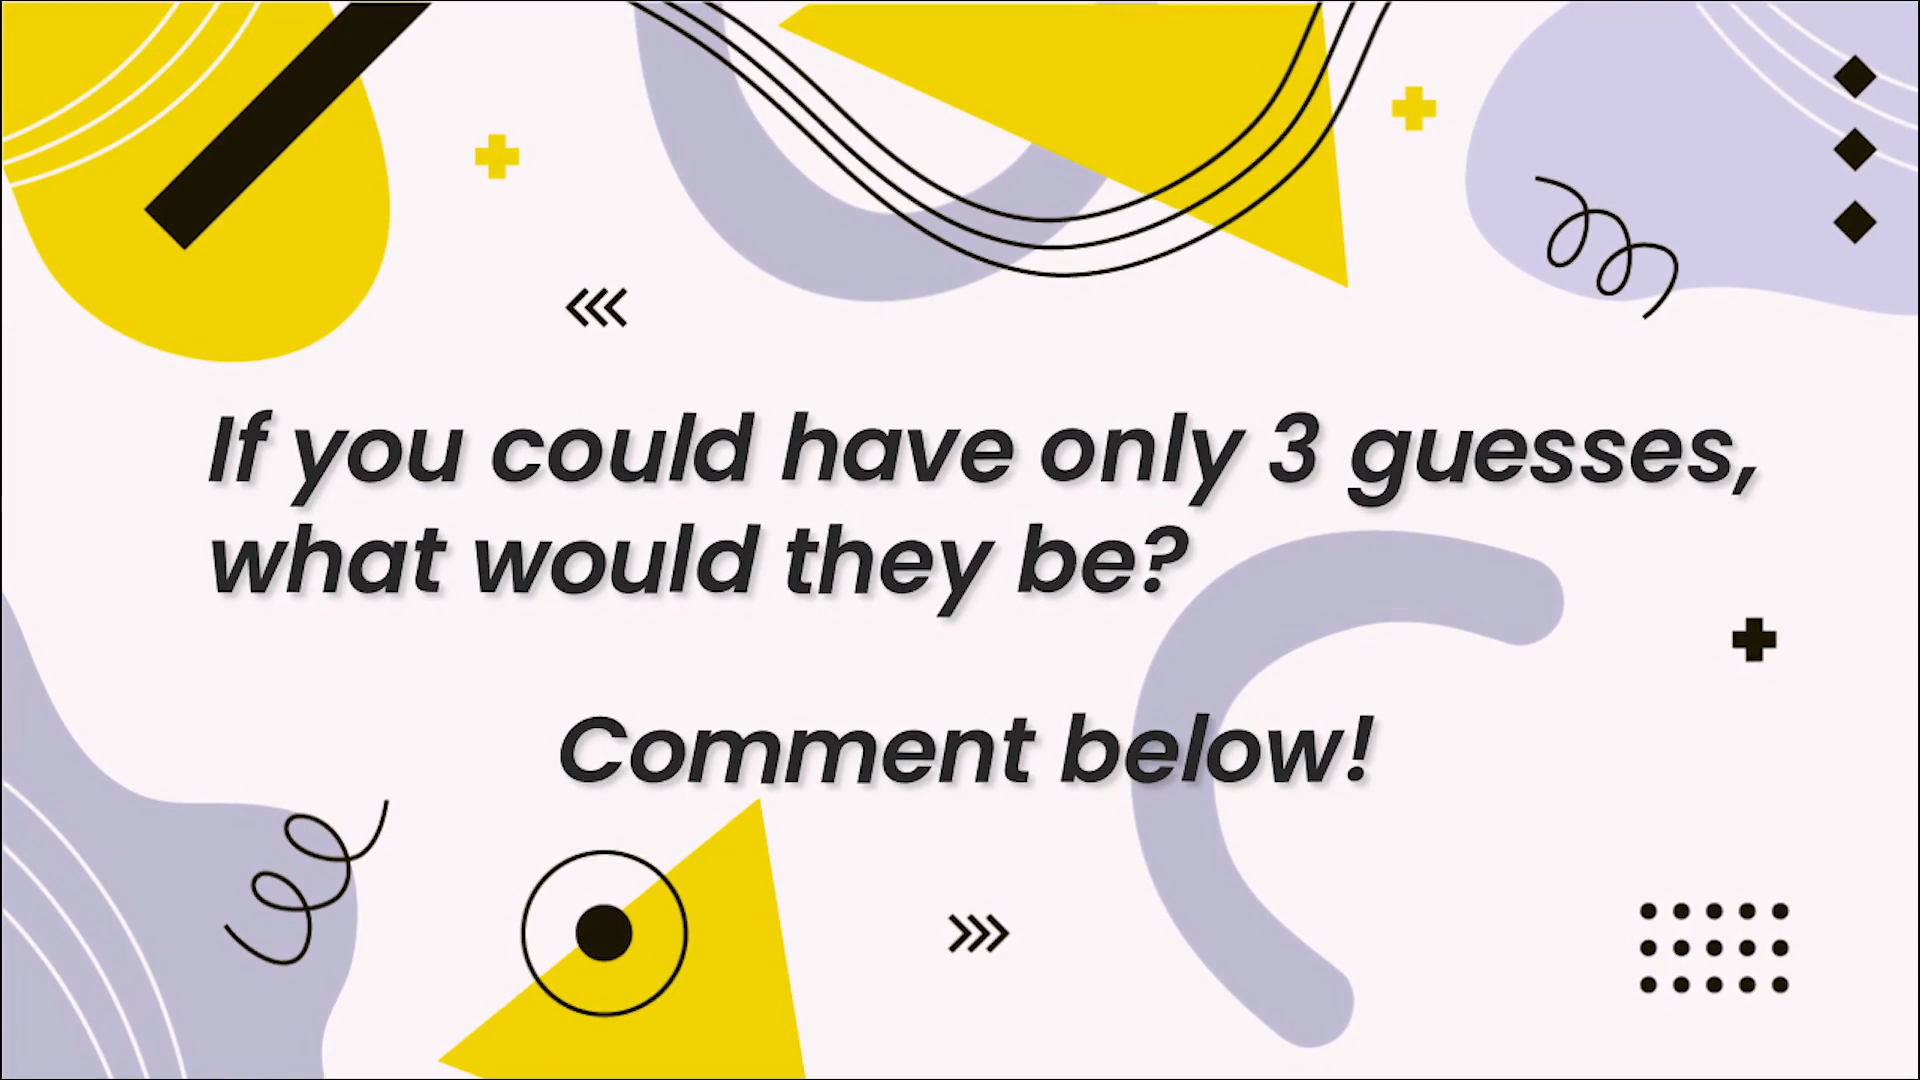 If you could have only 3 guesses,
what would they be?
Comment below!